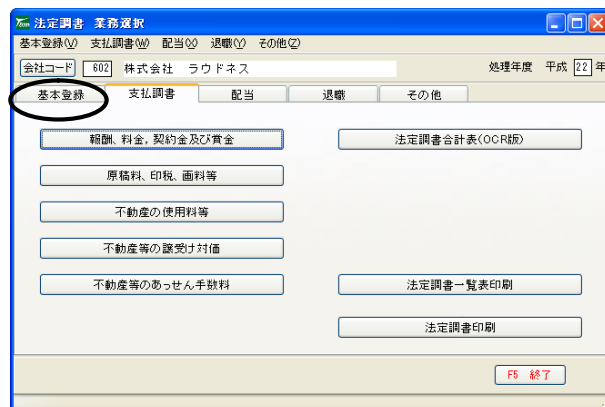 法定調書 業務選択
基本登録(V) 支払調書(W) 配当(X) 退職(Y) その他(Z)
会社コード 602 株式会社 ラウドネス 処理年度 平成 22 年
基本登録 支払調書 配当 退職 その他
報酬、料金、契約金及び賞金 法定調書合計表(OCR版)
原稿料、印税、画料等
不動産の使用料等
不動産等の譲受け対価
不動産等のあっせん手数料 法定調書一覧表印刷
法定調書印刷
F5 終了